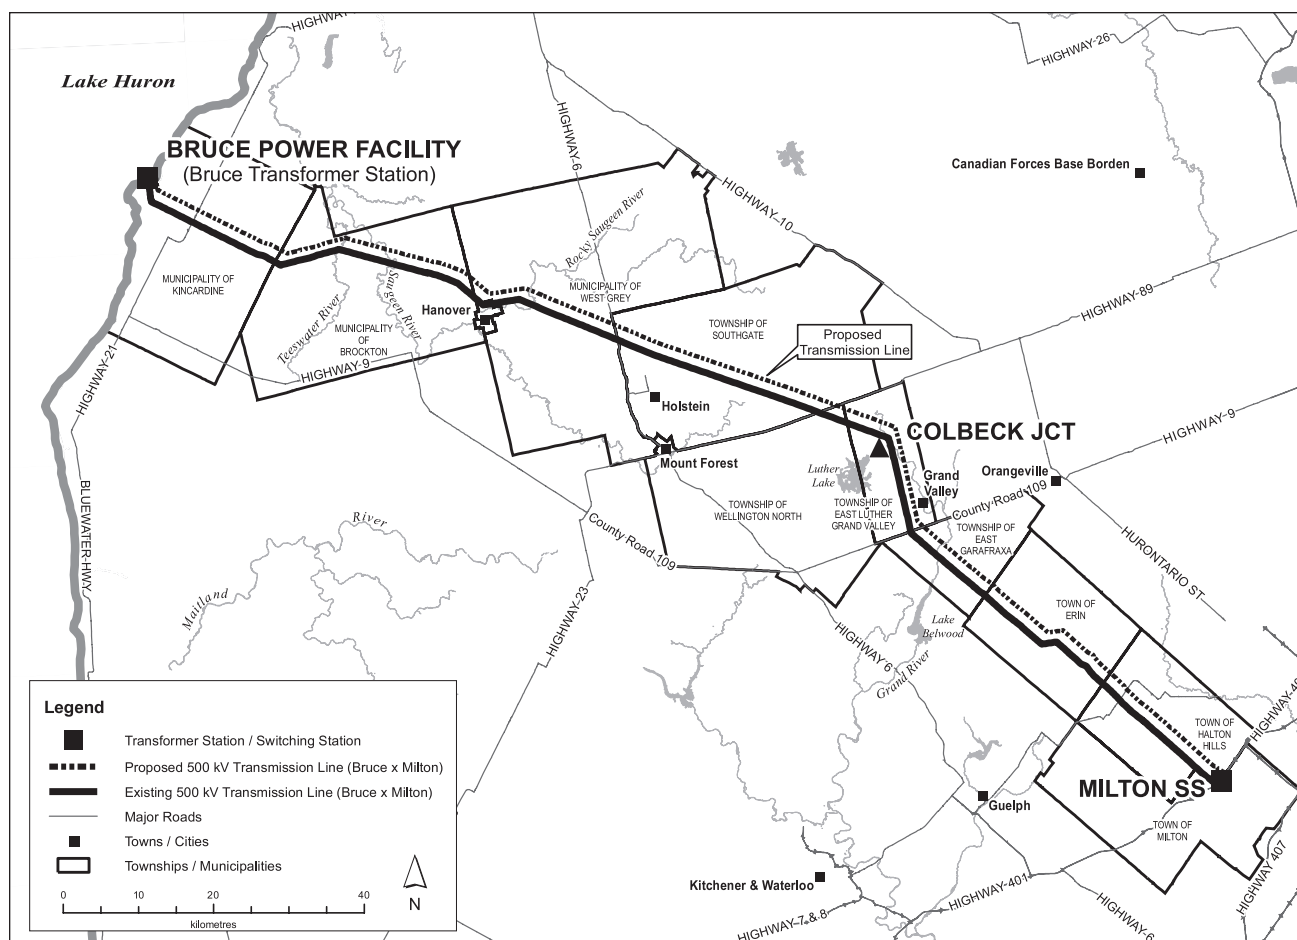 HIGHWAY-26
Lake Huron
HIGHWAY-6
BRUCE POWER FACILITY
(Bruce Transformer Station)
Canadian Forces Base Borden
HIGHWAY-10
Rocky Saugeen River
MUNICIPALITY OF
KINCARDINE
Saugeen River
MUNICIPALITY OF
WEST GREY
HIGHWAY-89
Hanover
Teeswater River
MUNICIPALITY
OF
BROCKTON
TOWNSHIP OF
SOUTHGATE
Proposed
Transmission Line
HIGHWAY-21
HIGHWAY-9
Holstein
HIGHWAY-9
COLBECK JCT
Mount Forest
Luther
Lake
Grand
Valley
Orangeville
County Road 109
BLUEWATER-HWY
TOWNSHIP OF
WELLINGTON NORTH
TOWNSHIP OF
EAST LUTHER
GRAND VALLEY
TOWNSHIP OF
EAST
GARAFRAXA
River
Maitland
County Road 109
HURONTARIO ST
HIGHWAY-23
TOWN OF
ERIN
Lake
Belwood
HIGHWAY 6
Grand River
TOWN OF
HALTON
HILLS
MILTON SS
Guelph
TOWN OF
MILTON
HIGHWAY 407
Kitchener & Waterloo
HIGHWAY-401
HIGHWAY-7 & 8
HIGHWAY-6
Legend
Transformer Station / Switching Station
Proposed 500 kV Transmission Line (Bruce x Milton)
Existing 500 kV Transmission Line (Bruce x Milton)
Major Roads
Towns / Cities
Townships / Municipalities
0 10 20 40
kilometres
N